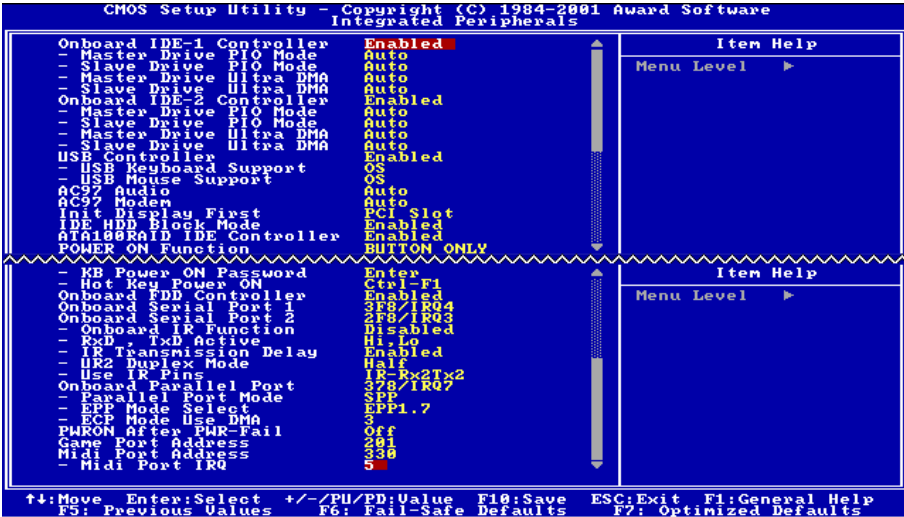 CMOS Setup Utility - Copyright (C) 1984-2001 Award Software
Integrated Peripherals
Onboard IDE-1 Controller Enabled
- Master Drive PIO Mode Auto
- Slave Drive PIO Mode Auto
- Master Drive Ultra DMA Auto
- Slave Drive Ultra DMA Auto
Onboard IDE-2 Controller Enabled
- Master Drive PIO Mode Auto
- Slave Drive PIO Mode Auto
- Master Drive Ultra DMA Auto
- Slave Drive Ultra DMA Auto
USB Controller Enabled
- USB Keyboard Support OS
- USB Mouse Support OS
AC97 Audio Auto
AC97 Modem Auto
Init Display First PCI Slot
IDE HDD Block Mode Enabled
ATA100RAID IDE Controller Enabled
POWER ON Function BUTTON ONLY
Item Help
Menu Level ►
- KB Power ON Password Enter
- Hot Key Power ON Ctrl-F1
Onboard FDD Controller Enabled
Onboard Serial Port 1 3F8/IRQ4
Onboard Serial Port 2 2F8/IRQ3
- Onboard IR Function Disabled
- RxD , TxD Active Hi,Lo
- IR Transmission Delay Enabled
- UR2 Duplex Mode Half
- Use IR Pins IR-Rx2Tx2
Onboard Parallel Port 378/IRQ7
- Parallel Port Mode SPP
- EPP Mode Select EPP1.7
- ECP Mode Use DMA 3
PWRON After PWR-Fail Off
Game Port Address 201
Midi Port Address 330
- Midi Port IRQ 5
Item Help
Menu Level ►
↑↓:Move Enter:Select +/-/PU/PD:Value F10:Save ESC:Exit F1:General Help
F5: Previous Values F6: Fail-Safe Defaults F7: Optimized Defaults